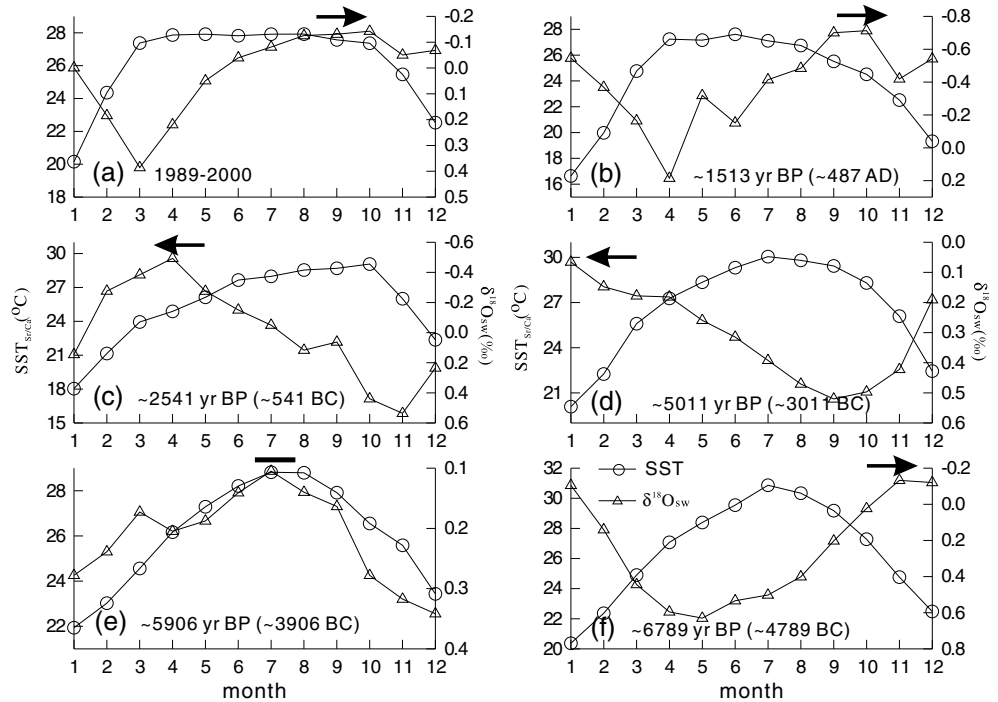 28
26
24
22
20
18
-0.2
-0.1
0.0
0.1
0.2
0.3
0.4
0.5
(a)
1989-2000
1 2 3 4 5 6 7 8 9 10 11 12
28
26
24
22
20
18
16
-0.8
-0.6
-0.4
-0.2
0.0
0.2
(b)
~1513 yr BP (~487 AD)
1 2 3 4 5 6 7 8 9 10 11 12
SST Sr/Ca (°C)
30
27
24
21
18
15
-0.6
-0.4
-0.2
0.0
0.2
0.4
0.6
δ18Osw(‰)
(c)
~2541 yr BP (~541 BC)
1 2 3 4 5 6 7 8 9 10 11 12
SST Sr/Ca (°C)
30
27
24
21
0.0
0.1
0.2
0.3
0.4
0.5
0.6
δ18Osw(‰)
(d)
~5011 yr BP (~3011 BC)
1 2 3 4 5 6 7 8 9 10 11 12
28
26
24
22
0.1
0.2
0.3
0.4
(e)
~5906 yr BP (~3906 BC)
1 2 3 4 5 6 7 8 9 10 11 12
month
32
30
28
26
24
22
20
-0.2
0.0
0.2
0.4
0.6
0.8
SST
δ18Osw
(f)
~6789 yr BP (~4789 BC)
1 2 3 4 5 6 7 8 9 10 11 12
month